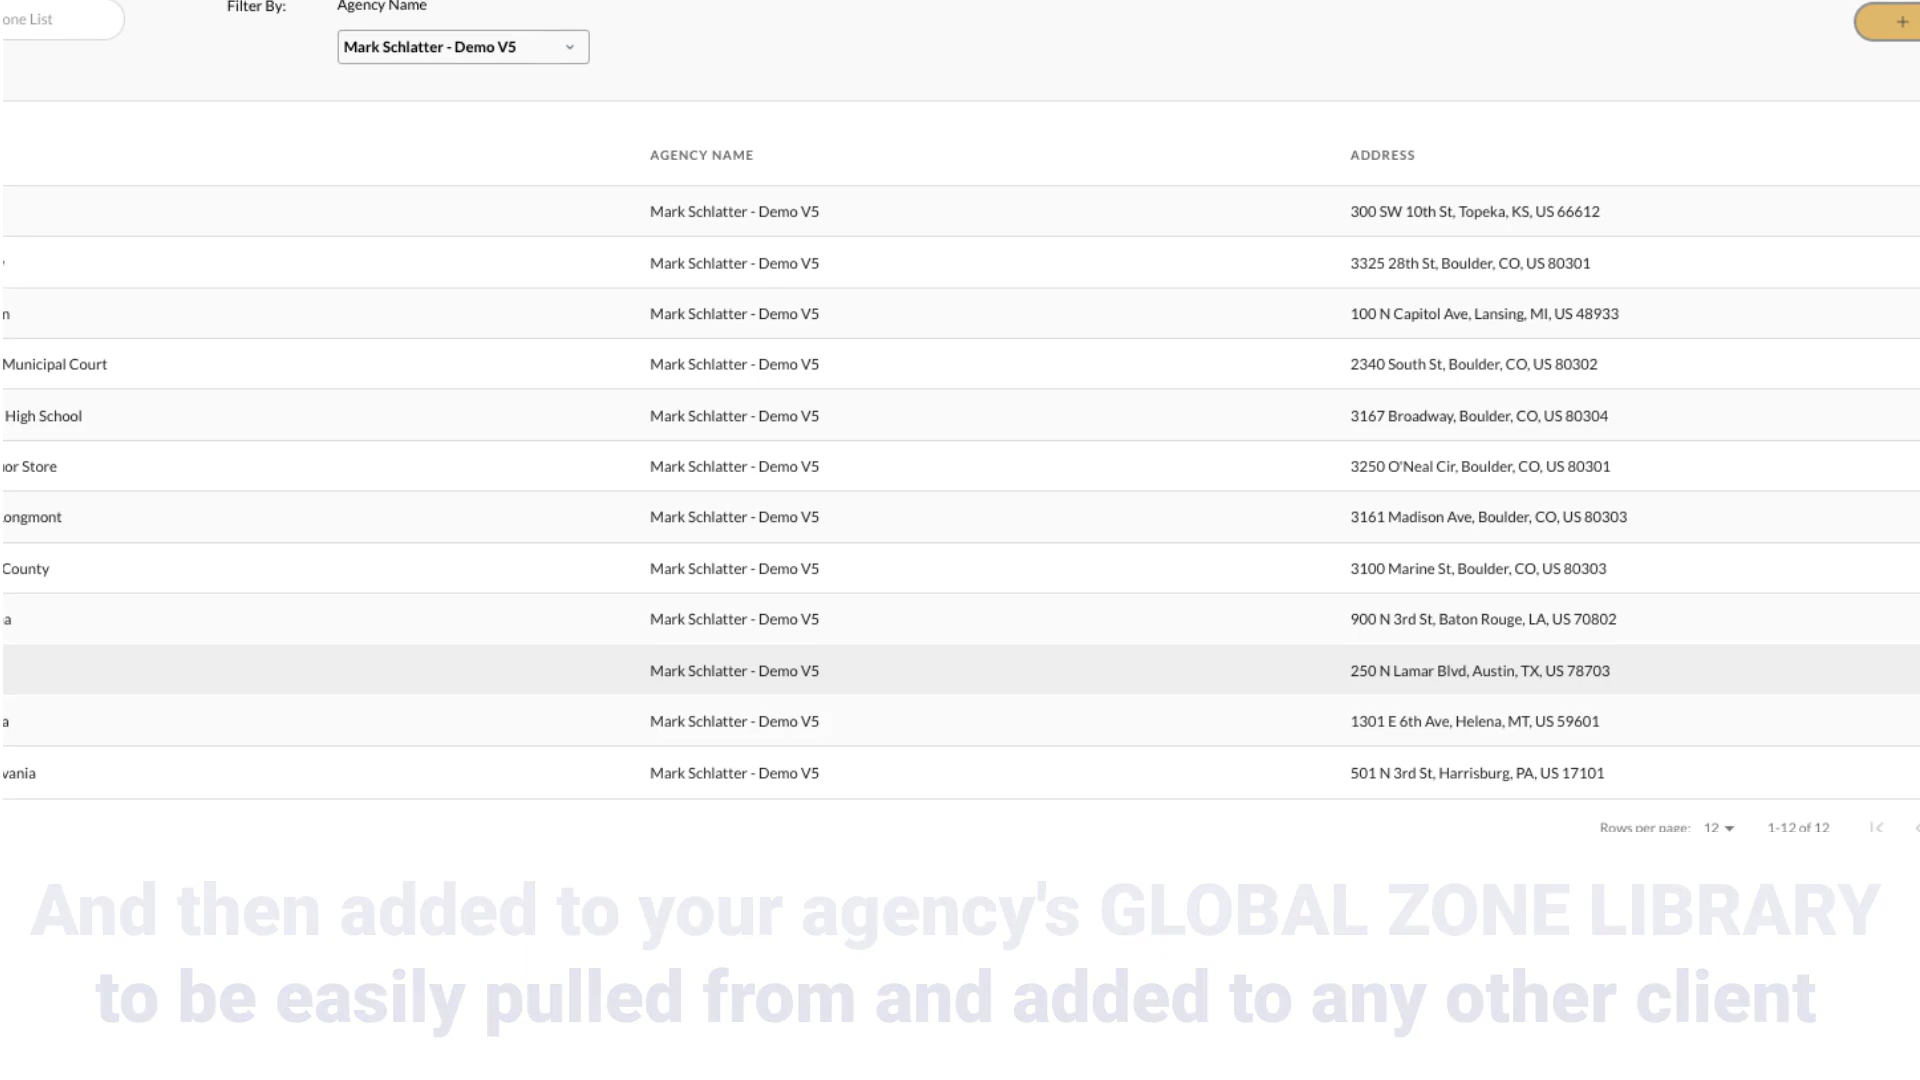 one List
Filter By:
Agency Name
Mark Schlatter - Demo V5
+
AGENCY NAME ADDRESS
Mark Schlatter - Demo V5 300 SW 10th St, Topeka, KS, US 66612
Mark Schlatter - Demo V5 3325 28th St, Boulder, CO, US 80301
n Mark Schlatter - Demo V5 100 N Capitol Ave, Lansing, MI, US 48933
Municipal Court Mark Schlatter - Demo V5 2340 South St, Boulder, CO, US 80302
High School Mark Schlatter - Demo V5 3167 Broadway, Boulder, CO, US 80304
or Store Mark Schlatter - Demo V5 3250 O'Neal Cir, Boulder, CO, US 80301
ongmont Mark Schlatter - Demo V5 3161 Madison Ave, Boulder, CO, US 80303
County Mark Schlatter - Demo V5 3100 Marine St, Boulder, CO, US 80303
a Mark Schlatter - Demo V5 900 N 3rd St, Baton Rouge, LA, US 70802
Mark Schlatter - Demo V5 250 N Lamar Blvd, Austin, TX, US 78703
a Mark Schlatter - Demo V5 1301 E 6th Ave, Helena, MT, US 59601
vania Mark Schlatter - Demo V5 501 N 3rd St, Harrisburg, PA, US 17101
Rows per page: 12 1-12 of 12
And then added to your agency's GLOBAL ZONE LIBRARY
to be easily pulled from and added to any other client